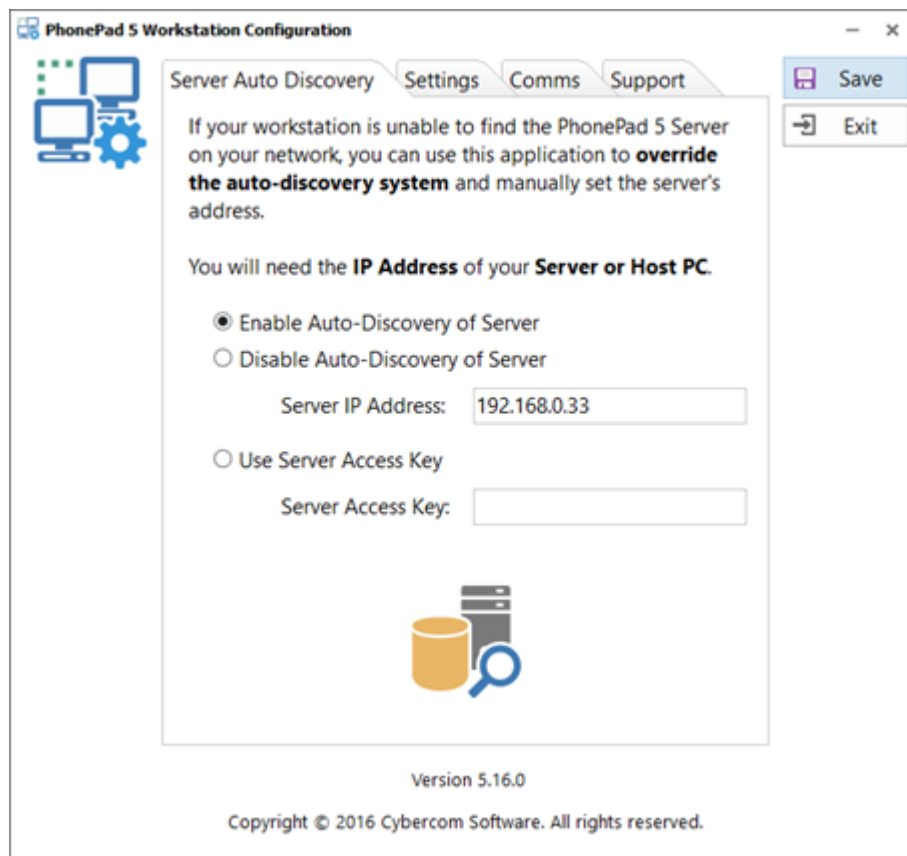 PhonePad 5 Workstation Configuration
Server Auto Discovery
Settings
Comms
Support
Save
Exit
If your workstation is unable to find the PhonePad 5 Server
on your network, you can use this application to override
the auto-discovery system and manually set the server's
address.
You will need the IP Address of your Server or Host PC.
Enable Auto-Discovery of Server
Disable Auto-Discovery of Server
Server IP Address: 192.168.0.33
Use Server Access Key
Server Access Key:
Version 5.16.0
Copyright © 2016 Cybercom Software. All rights reserved.